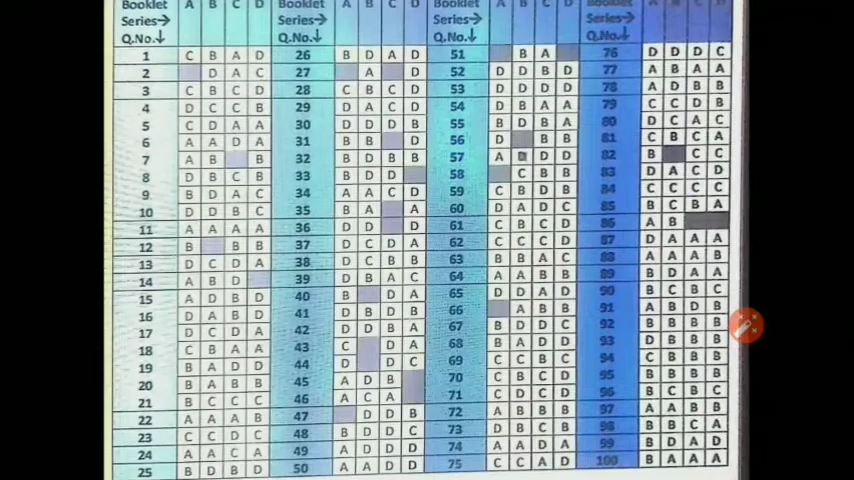 Booklet A B C D Booklet A B C D Booklet A B C D Booklet A B C D
Series→ Series→ Series→ Series→
Q.No.↓ Q.No.↓ Q.No.↓ Q.No.↓
1 C B A D 26 B D A D 51 B A 76 D D D C
2 D A C 27 A D 52 D D B D 77 A B A A
3 C B C D 28 C B C D 53 D D D D 78 A D B B
4 D C C B 29 D A C D 54 D B A A 79 C C D B
5 C D A A 30 D D D B 55 B D B A 80 D C A C
6 A A D A 31 B B D 56 D B B 81 C B C A
7 A B B 32 B D B B 57 A D D D 82 B C C
8 D B C B 33 B D D 58 C B B 83 D A C D
9 B D A C 34 A A C D 59 C B D B 84 C C C C
10 D D B C 35 B A A 60 D A D C 85 B C B A
11 A A A A 36 D D D 61 C B C D 86 A B
12 B B B 37 D C D A 62 C C C D 87 D A A A
13 D C D A 38 D C B B 63 B B A C 88 A A A B
14 A B D 39 D B A C 64 A A B B 89 B D A A
15 A D B D 40 B D A 65 D D A D 90 B C B C
16 D A B D 41 D B D B 66 A B B 91 A B D B
17 D C D A 42 D D B A 67 B D D C 92 B B B B
18 C B A A 43 C D A 68 B A D D 93 D B B B
19 B A D D 44 D D C 69 C C B C 94 C B B B
20 B A B B 45 A D B 70 C B C D 95 B B B B
21 B C C C 46 A C A 71 C D C D 96 B C B C
22 A A A B 47 D D B 72 A B B B 97 A A B B
23 C C D C 48 B D D C 73 D B C B 98 B B C A
24 A A C A 49 A D D D 74 A A D A 99 B D A D
25 B D B D 50 A A D D 75 C C A D 100 B A A A